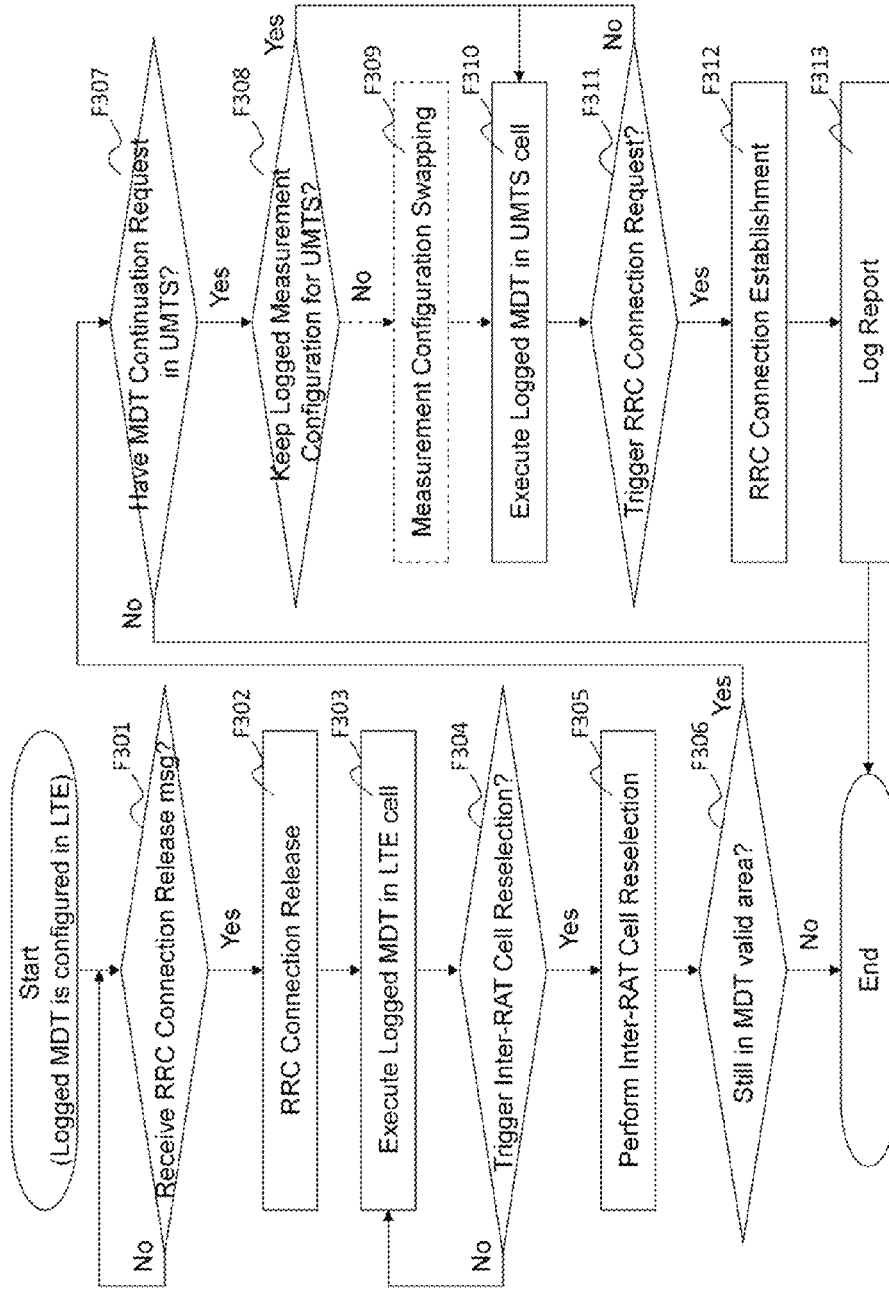 Start
(Logged MDT is configured in LTE)
F301
Receive RRC Connection Release msg?
No
Yes
F302
RRC Connection Release
F303
Execute Logged MDT in LTE cell
F304
Trigger Inter-RAT Cell Reselection?
No
Yes
F305
Perform Inter-RAT Cell Reselection
F306
Still in MDT valid area?
Yes
No
End
F307
Have MDT Continuation Request
in UMTS?
No
Yes
F308
Keep Logged Measurement
Configuration for UMTS?
Yes
No
F309
Measurement Configuration Swapping
F310
Execute Logged MDT in UMTS cell
F311
Trigger RRC Connection Request?
No
Yes
F312
RRC Connection Establishment
F313
Log Report